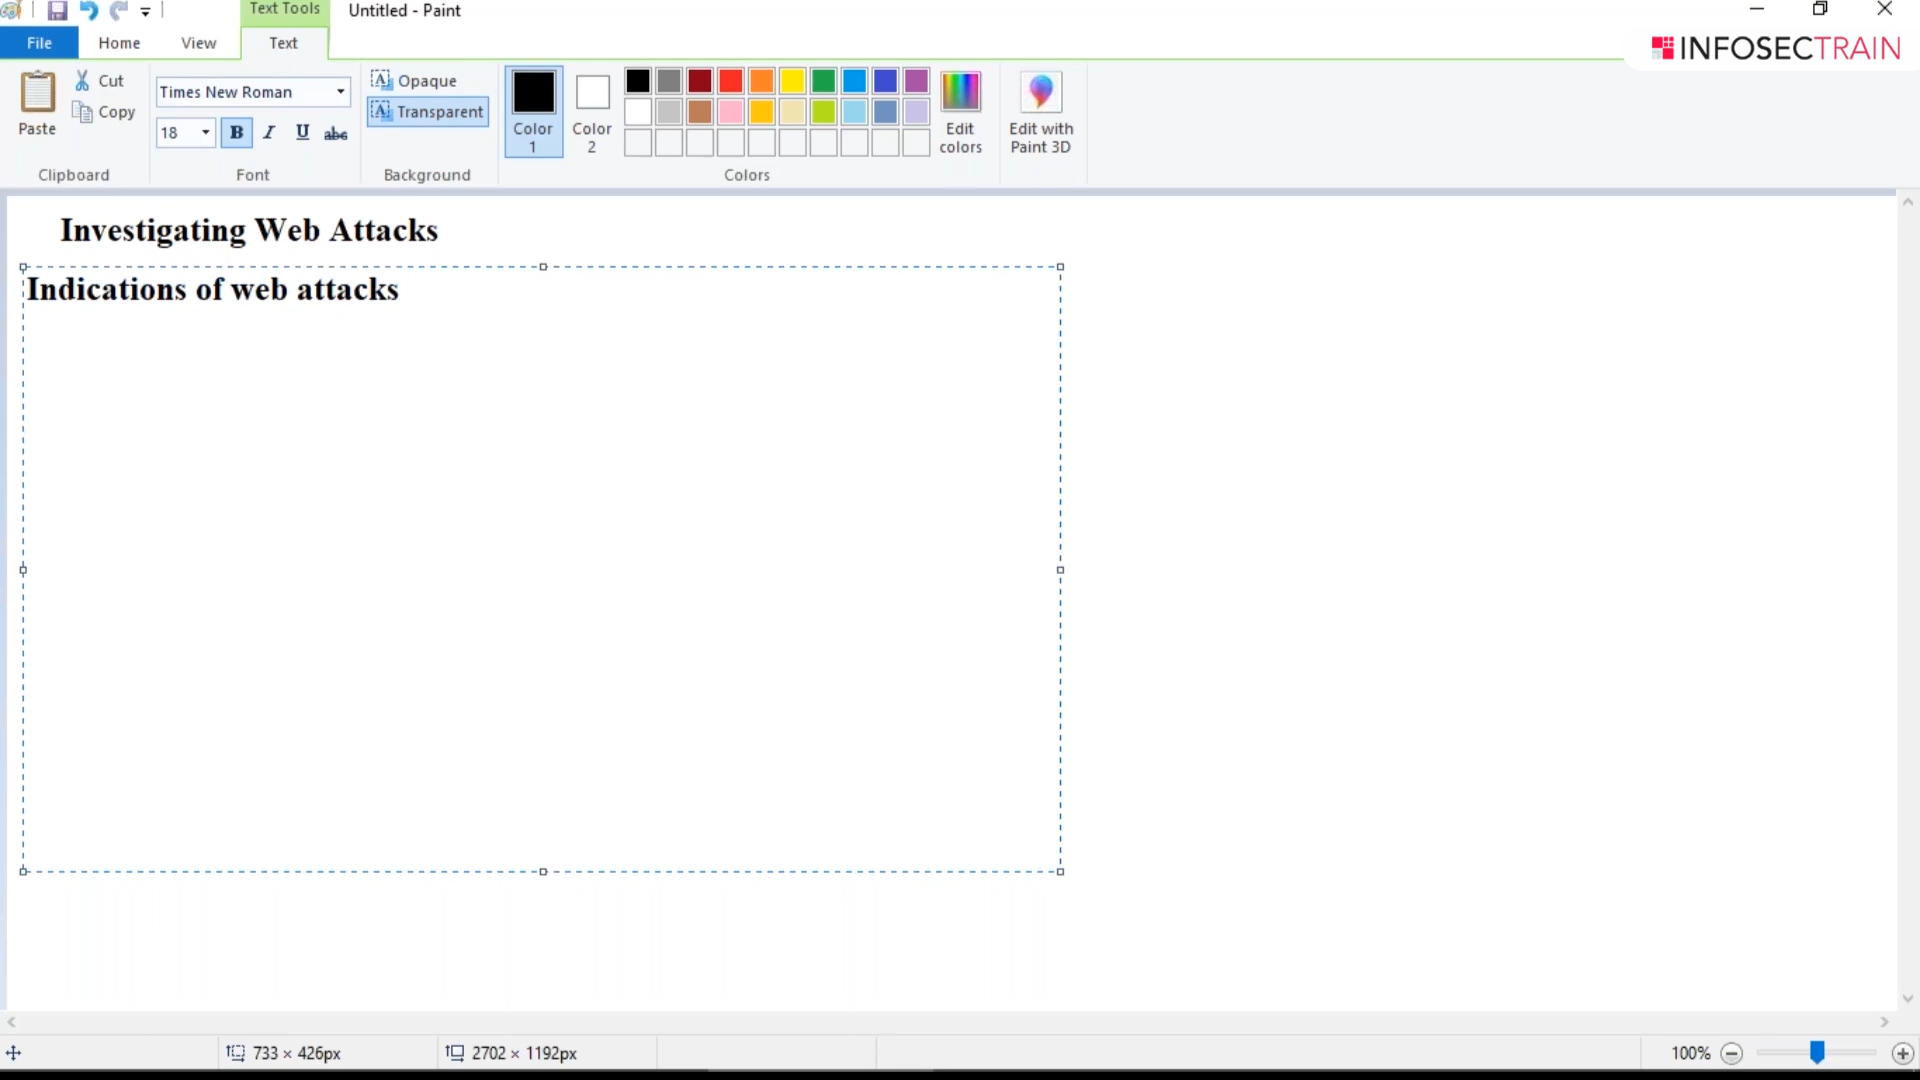 Text Tools
Untitled - Paint
File
Home
View
Text
INFOSECTRAIN
Paste
Cut
Copy
Clipboard
Times New Roman
18
B
I
U
abc
Font
Opaque
Transparent
Background
Color
1
Color
2
Colors
Edit
colors
Edit with
Paint 3D
Investigating Web Attacks
Indications of web attacks
733 × 426px
2702 × 1192px
100%